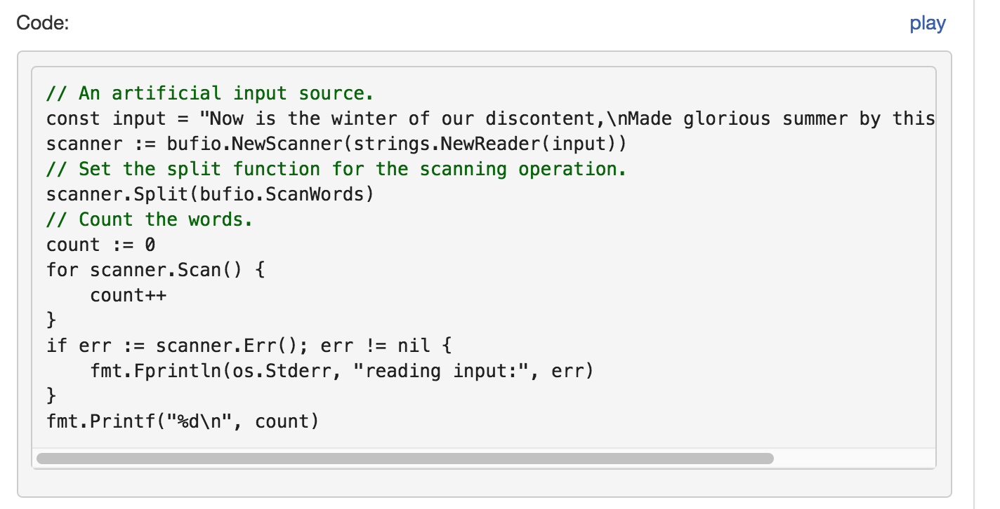 Code:
play
// An artificial input source.
const input = "Now is the winter of our discontent,\nMade glorious summer by this
scanner := bufio.NewScanner(strings.NewReader(input))
// Set the split function for the scanning operation.
scanner.Split(bufio.ScanWords)
// Count the words.
count := 0
for scanner.Scan() {
    count++
}
if err := scanner.Err(); err != nil {
    fmt.Fprintln(os.Stderr, "reading input:", err)
}
fmt.Printf("%d\n", count)